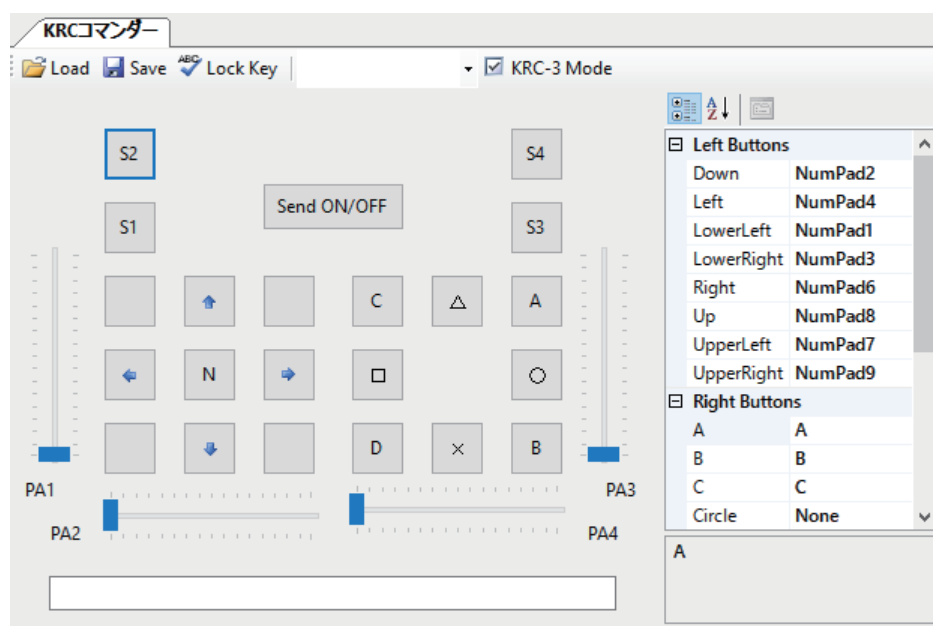 KRCコマンダー
Load Save ABC Lock Key KRC-3 Mode
S2 S4
Send ON/OFF
S1 S3
C △ A
N □ ○
D × B
PA1 PA3
PA2 PA4
A
Z
Left Buttons
Down NumPad2
Left NumPad4
LowerLeft NumPad1
LowerRight NumPad3
Right NumPad6
Up NumPad8
UpperLeft NumPad7
UpperRight NumPad9
Right Buttons
A A
B B
C C
Circle None
A